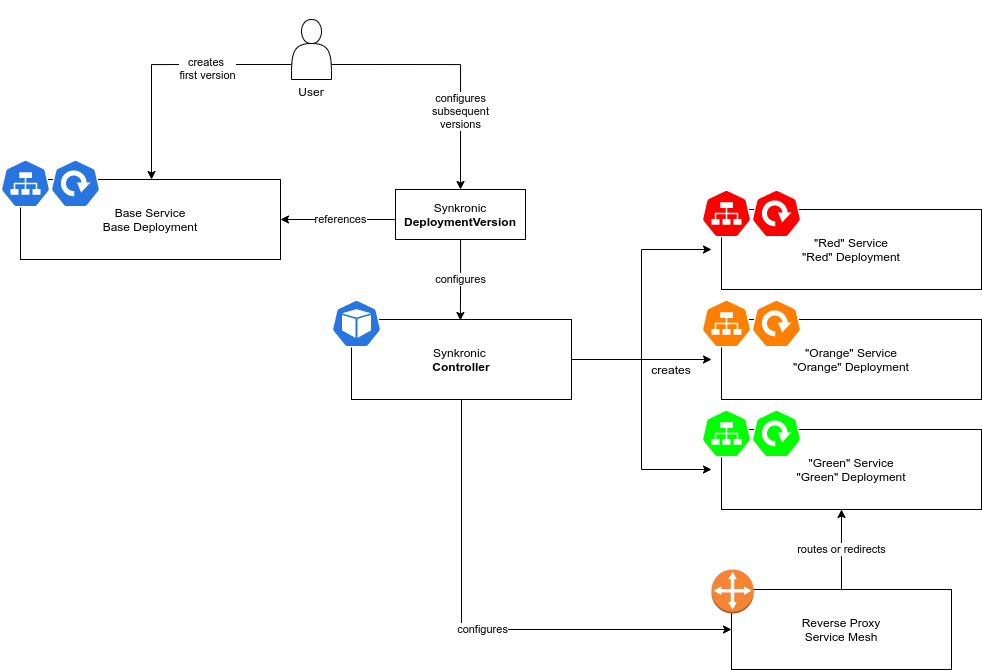 creates
first version
User
configures
subsequent
versions
Base Service
Base Deployment
references
Synkronic
DeploymentVersion
"Red" Service
"Red" Deployment
configures
Synkronic
Controller
creates
"Orange" Service
"Orange" Deployment
"Green" Service
"Green" Deployment
routes or redirects
configures
Reverse Proxy
Service Mesh